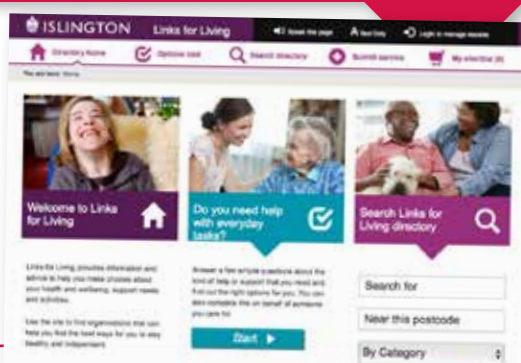 ISLINGTON
Links for Living
Speak the page
Text Only
Login to manage records
Directory home
Options tool
Search directory
Submit service
My shortlist (0)
You are here: Home
Welcome to Links
for Living
Do you need help
with everyday
tasks?
Search Links for
Living directory
Links for Living provides information and
advice to help you make choices about
your health and wellbeing, support needs
and activities.
Use the site to find organisations that can
help you find the best ways for you to stay
healthy and independent.
Answer a few simple questions about the
kind of help or support that you need and
find out the right options for you. You can
also complete this on behalf of someone
you care for.
Start
Search for
Near this postcode
By Category